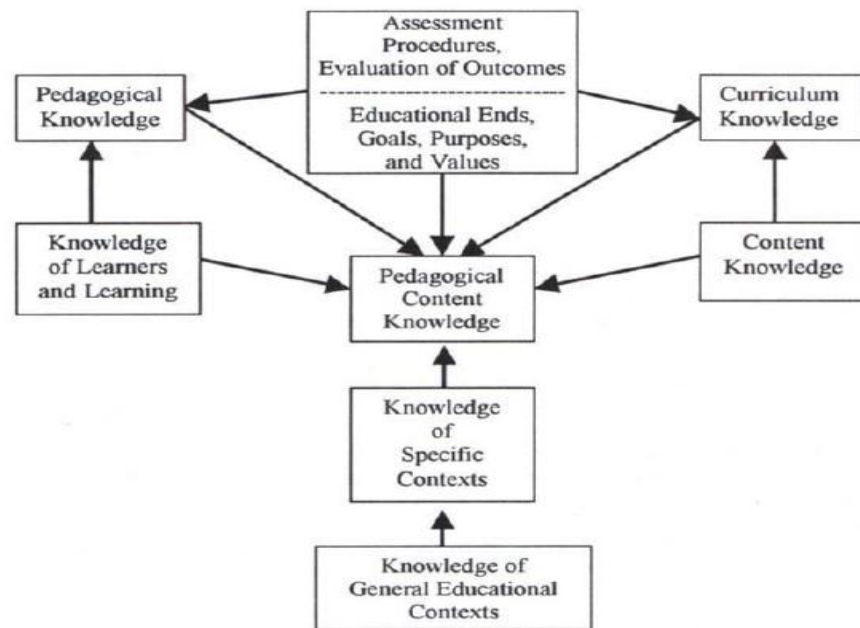 Assessment
Procedures,
Evaluation of Outcomes
Educational Ends,
Goals, Purposes,
and Values
Pedagogical
Knowledge
Curriculum
Knowledge
Knowledge
of Learners
and Learning
Pedagogical
Content
Knowledge
Content
Knowledge
Knowledge
of
Specific
Contexts
Knowledge of
General Educational
Contexts